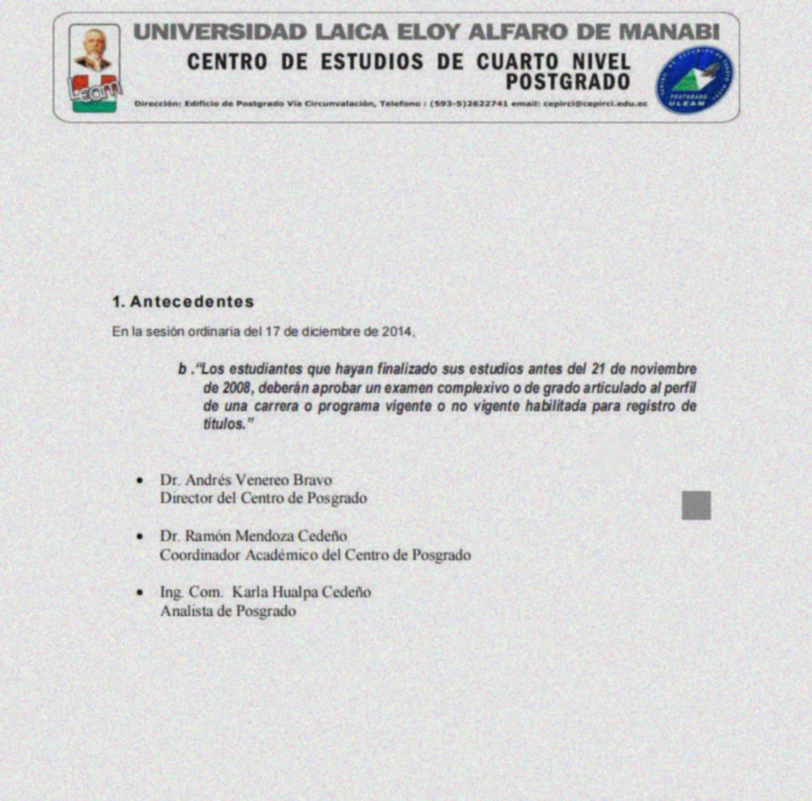 UNIVERSIDAD LAICA ELOY ALFARO DE MANABI
CENTRO DE ESTUDIOS DE CUARTO NIVEL
POSTGRADO
Dirección: Edificio de Postgrado Vía Circunvalación, Telefono : (593-5)2622741 email: cepirci@cepirci.edu.ec
Leam
POSTGRADO
ULEAM
1. Antecedentes
En la sesión ordinaria del 17 de diciembre de 2014,
b .“Los estudiantes que hayan finalizado sus estudios antes del 21 de noviembre
de 2008, deberán aprobar un examen complexivo o de grado articulado al perfil
de una carrera o programa vigente o no vigente habilitada para registro de
títulos.”
• Dr. Andrés Venereo Bravo
Director del Centro de Posgrado
• Dr. Ramón Mendoza Cedeño
Coordinador Académico del Centro de Posgrado
• Ing. Com. Karla Hualpa Cedeño
Analista de Posgrado